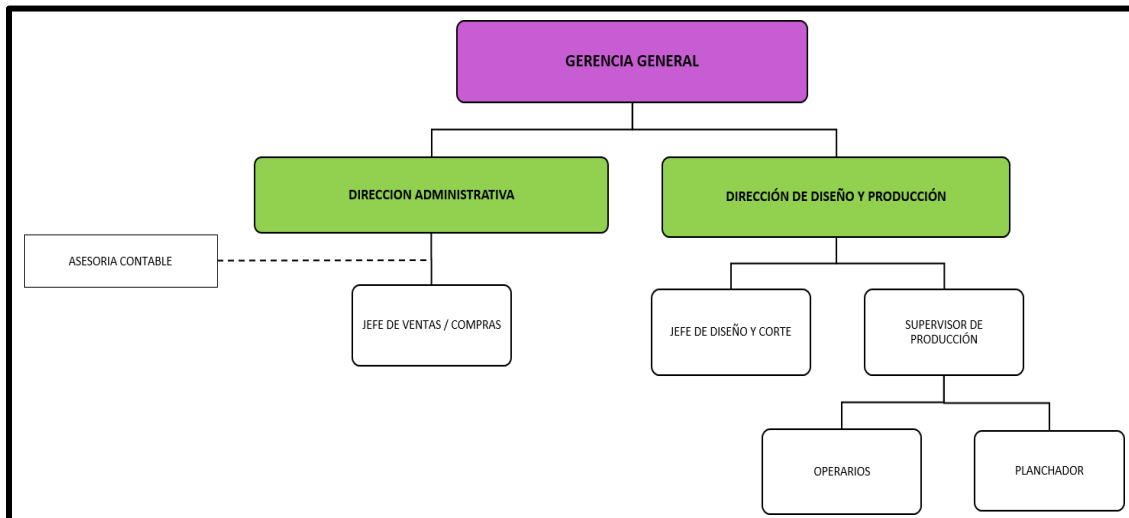 GERENCIA GENERAL
DIRECCION ADMINISTRATIVA
DIRECCIÓN DE DISEÑO Y PRODUCCIÓN
ASESORIA CONTABLE
JEFE DE VENTAS / COMPRAS
JEFE DE DISEÑO Y CORTE
SUPERVISOR DE
PRODUCCIÓN
OPERARIOS
PLANCHADOR